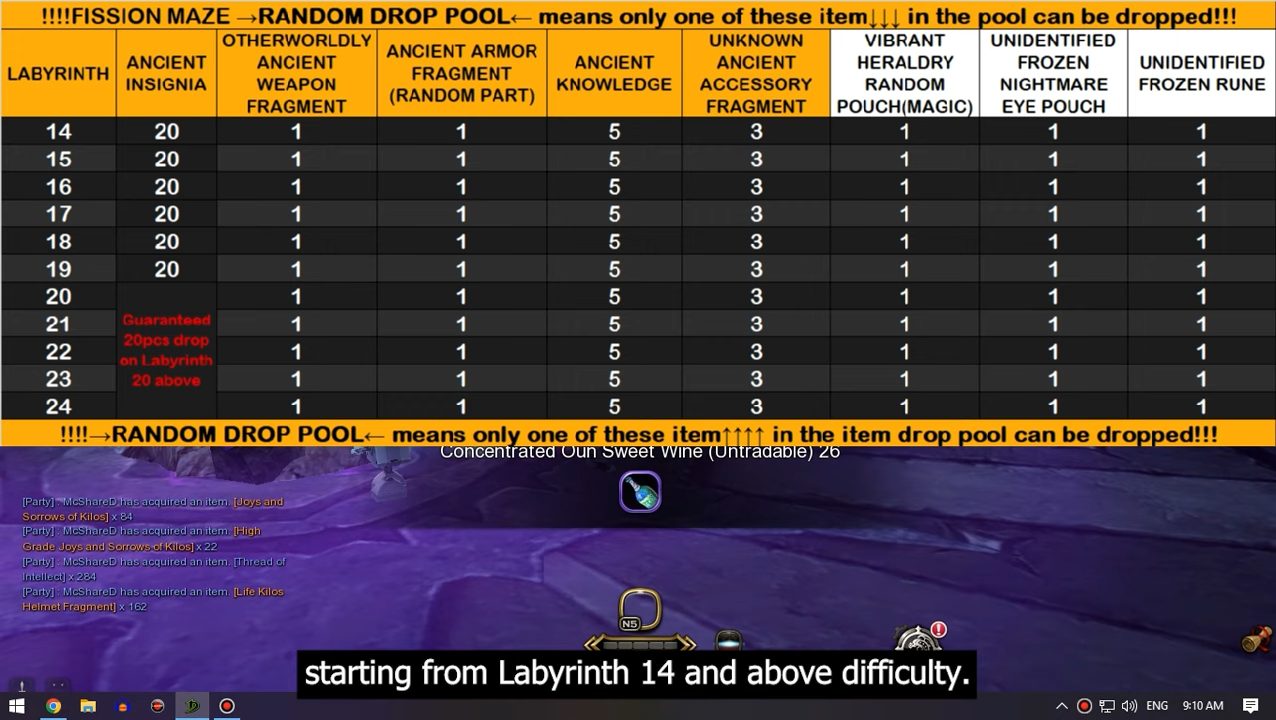 !!!!FISSION MAZE →RANDOM DROP POOL← means only one of these item↓↓↓ in the pool can be dropped!!!
LABYRINTH
ANCIENT
INSIGNIA
OTHERWORLDLY
ANCIENT
WEAPON
FRAGMENT
ANCIENT ARMOR
FRAGMENT
(RANDOM PART)
ANCIENT
KNOWLEDGE
UNKNOWN
ANCIENT
ACCESSORY
FRAGMENT
VIBRANT
HERALDRY
RANDOM
POUCH(MAGIC)
UNIDENTIFIED
FROZEN
NIGHTMARE
EYE POUCH
UNIDENTIFIED
FROZEN RUNE
14 20 1 1 5 3 1 1 1
15 20 1 1 5 3 1 1 1
16 20 1 1 5 3 1 1 1
17 20 1 1 5 3 1 1 1
18 20 1 1 5 3 1 1 1
19 20 1 1 5 3 1 1 1
20 1 1 5 3 1 1 1
21 1 1 5 3 1 1 1
22 1 1 5 3 1 1 1
23 1 1 5 3 1 1 1
24 1 1 5 3 1 1 1
Guaranteed
20pcs drop
on Labyrinth
20 above
!!!!→RANDOM DROP POOL← means only one of these item↑↑↑↑ in the item drop pool can be dropped!!!
Concentrated Oun Sweet Wine (Untradable) 26
[Party] : McShareD has acquired an item. [Joys and
Sorrows of Kilos] x 84
[Party] : McShareD has acquired an item. [High
Grade Joys and Sorrows of Kilos] x 22
[Party] : McShareD has acquired an item. [Thread of
Intellect] x 284
[Party] : McShareD has acquired an item. [Life Kilos
Helmet Fragment] x 162
N5
!
starting from Labyrinth 14 and above difficulty.
ENG
9:10 AM